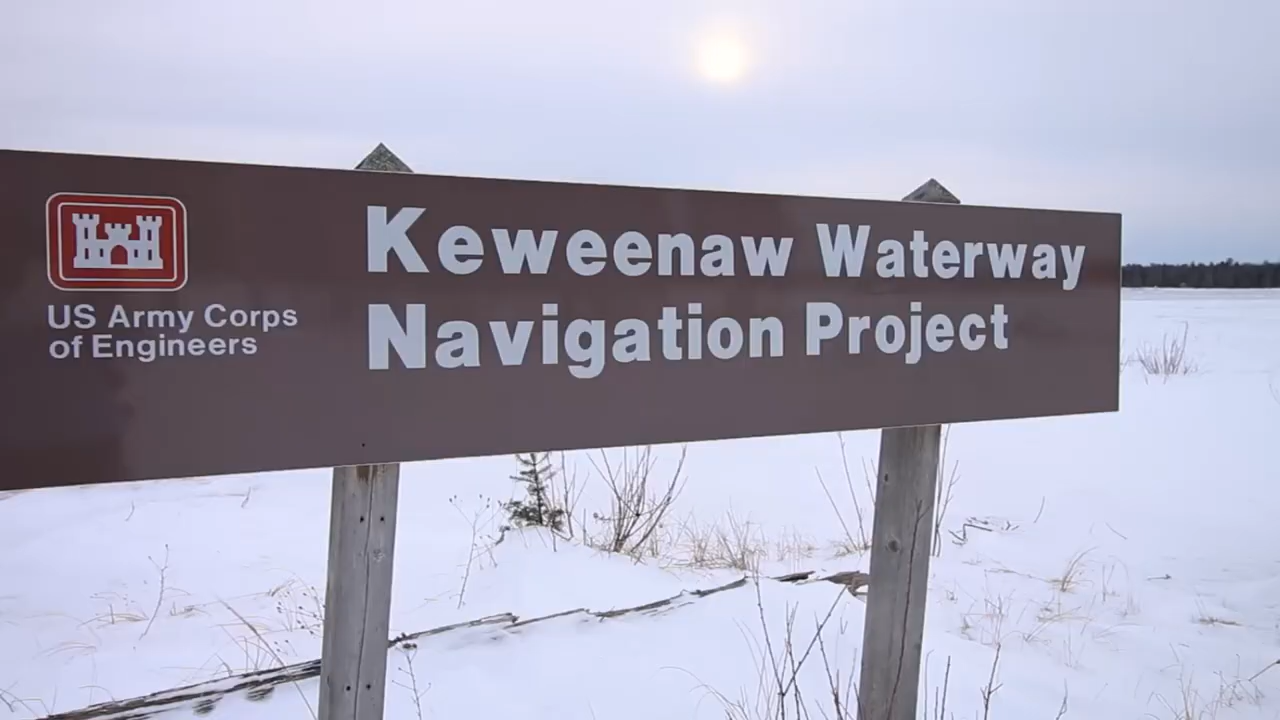 US Army Corps
of Engineers
Keweenaw Waterway
Navigation Project